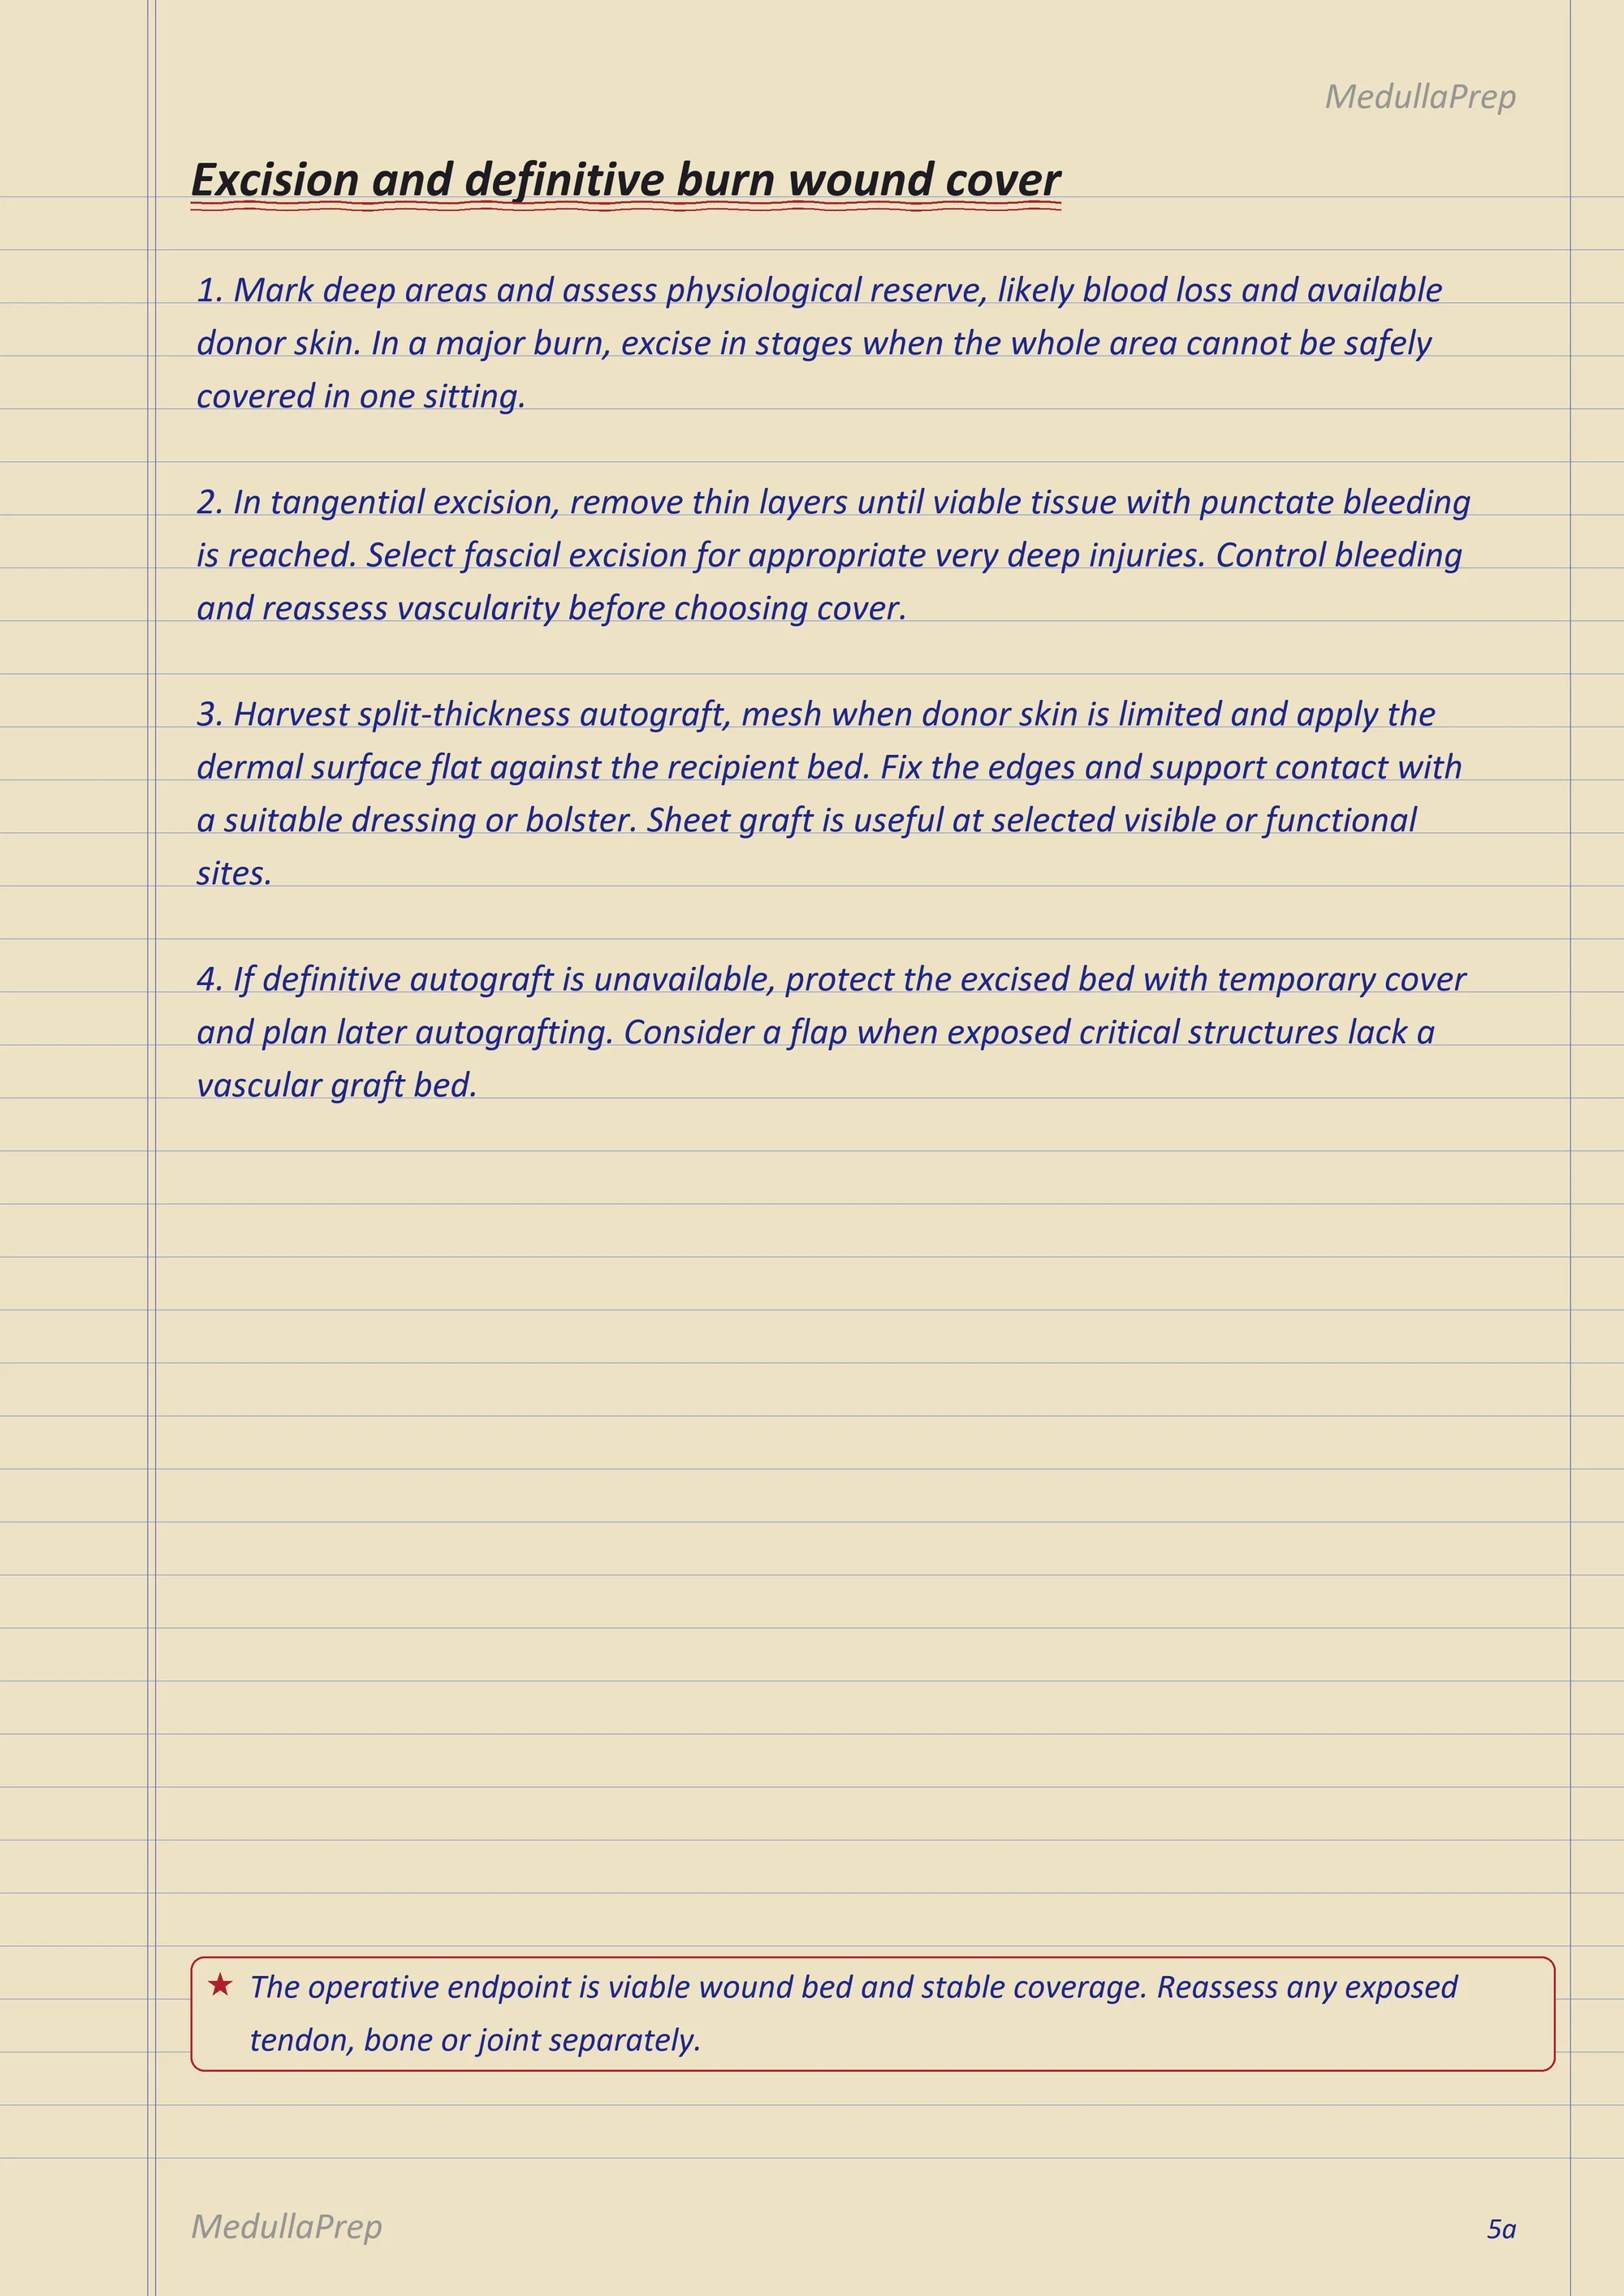 MedullaPrep
Excision and definitive burn wound cover
1. Mark deep areas and assess physiological reserve, likely blood loss and available
donor skin. In a major burn, excise in stages when the whole area cannot be safely
covered in one sitting.
2. In tangential excision, remove thin layers until viable tissue with punctate bleeding
is reached. Select fascial excision for appropriate very deep injuries. Control bleeding
and reassess vascularity before choosing cover.
3. Harvest split-thickness autograft, mesh when donor skin is limited and apply the
dermal surface flat against the recipient bed. Fix the edges and support contact with
a suitable dressing or bolster. Sheet graft is useful at selected visible or functional
sites.
4. If definitive autograft is unavailable, protect the excised bed with temporary cover
and plan later autografting. Consider a flap when exposed critical structures lack a
vascular graft bed.
★ The operative endpoint is viable wound bed and stable coverage. Reassess any exposed
tendon, bone or joint separately.
MedullaPrep
5a